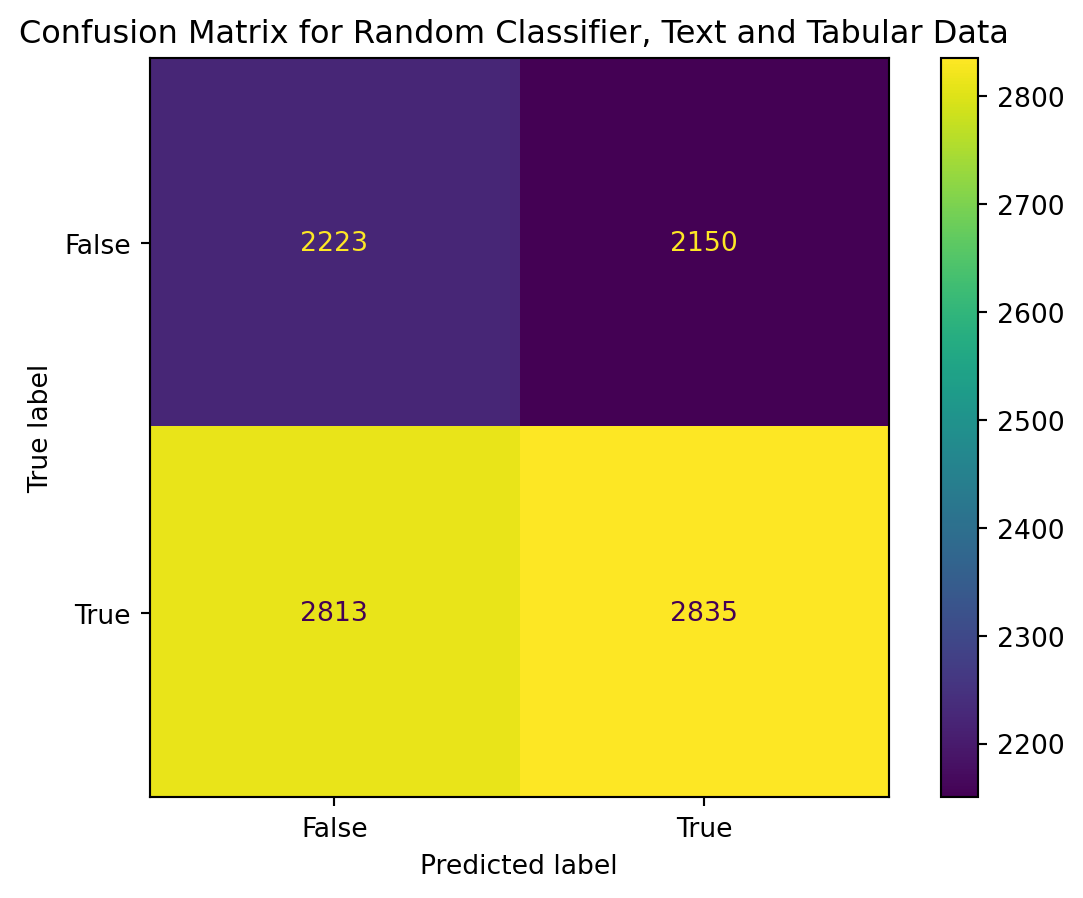 Confusion Matrix for Random Classifier, Text and Tabular Data
False
2223
2150
True
2813
2835
False
True
Predicted label
True label
2800
2700
2600
2500
2400
2300
2200